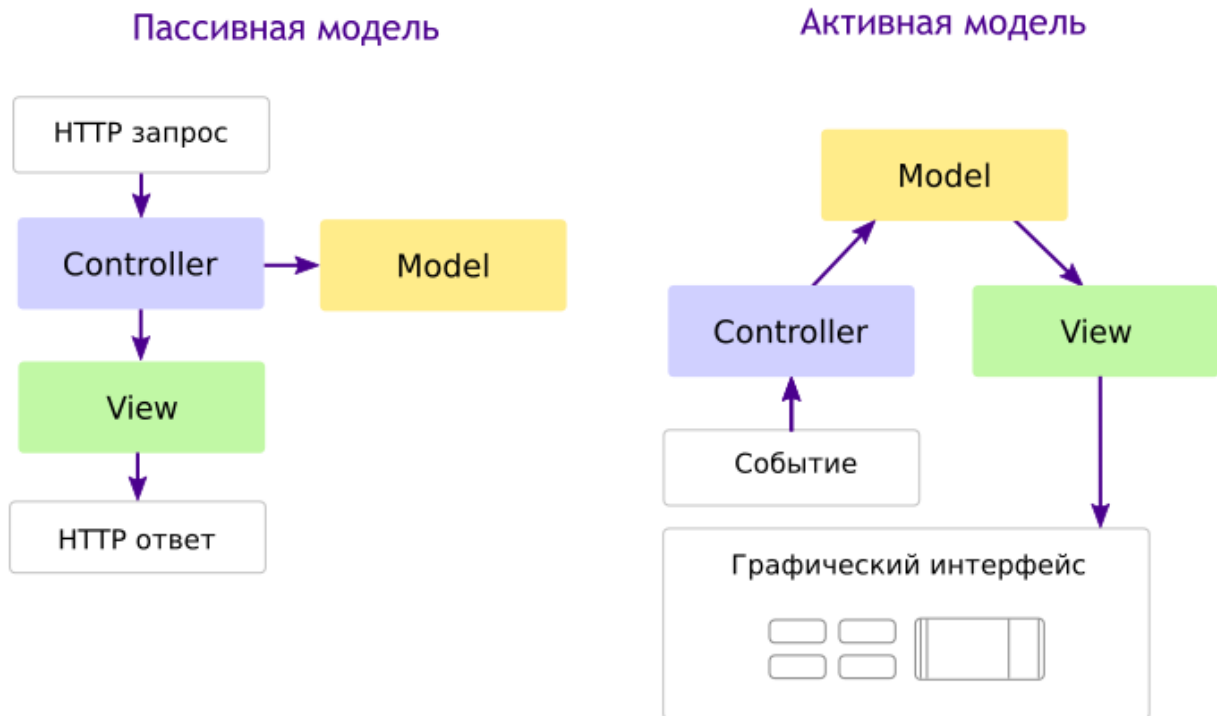 Пассивная модель
HTTP запрос
Controller
Model
View
HTTP ответ
Активная модель
Model
Controller
View
Событие
Графический интерфейс